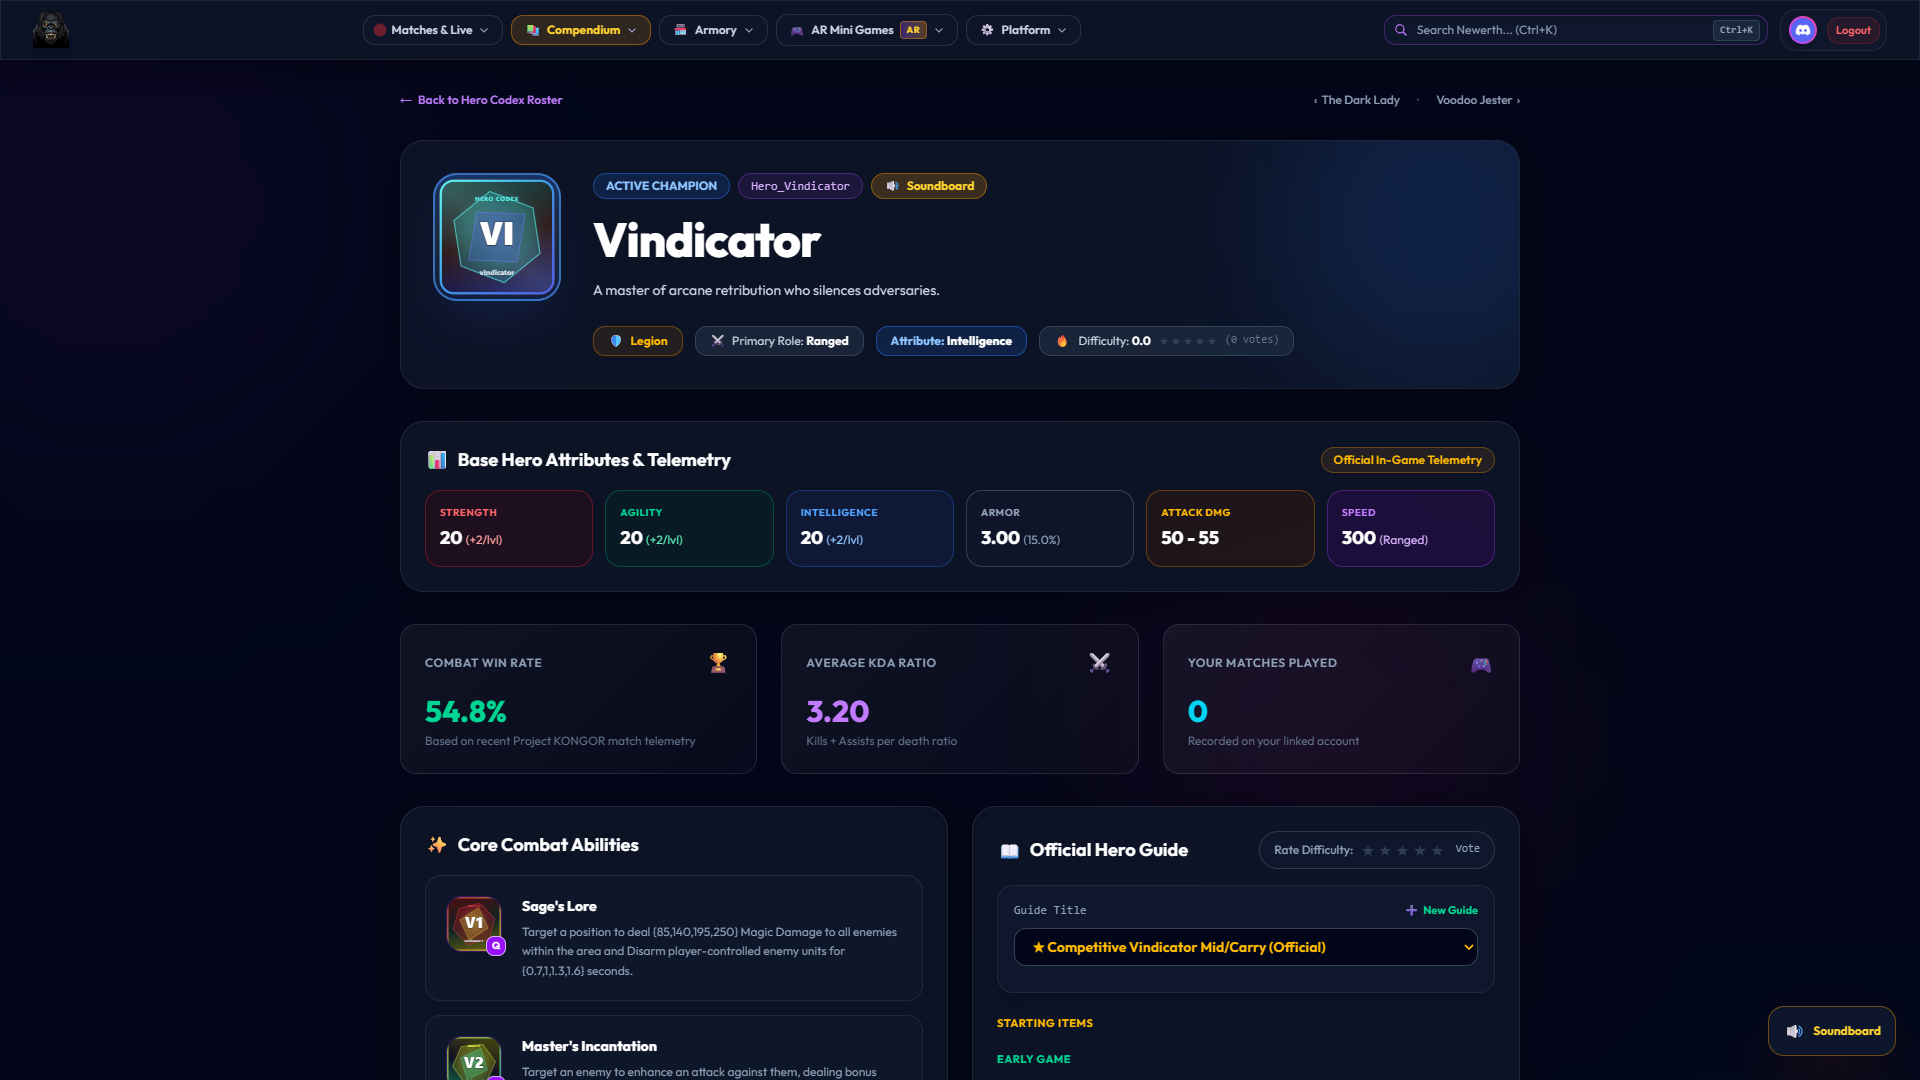 Matches & Live
Compendium
Armory
AR Mini Games AR
Platform
Search Newerth... (Ctrl+K)
Ctrl+K
Logout
← Back to Hero Codex Roster
‹ The Dark Lady · Voodoo Jester ›
HERO CODEX
VI
vindicator
ACTIVE CHAMPION
Hero_Vindicator
Soundboard
Vindicator
A master of arcane retribution who silences adversaries.
Legion
Primary Role: Ranged
Attribute: Intelligence
Difficulty: 0.0 ★★★★★ (0 votes)
Base Hero Attributes & Telemetry
Official In-Game Telemetry
STRENGTH
20 (+2/lvl)
AGILITY
20 (+2/lvl)
INTELLIGENCE
20 (+2/lvl)
ARMOR
3.00 (15.0%)
ATTACK DMG
50 - 55
SPEED
300 (Ranged)
COMBAT WIN RATE
54.8%
Based on recent Project KONGOR match telemetry
AVERAGE KDA RATIO
3.20
Kills + Assists per death ratio
YOUR MATCHES PLAYED
0
Recorded on your linked account
Core Combat Abilities
V1
Q
Sage's Lore
Target a position to deal {85,140,195,250} Magic Damage to all enemies
within the area and Disarm player-controlled enemy units for
{0.7,1,1.3,1.6} seconds.
V2
Master's Incantation
Target an enemy to enhance an attack against them, dealing bonus
Official Hero Guide
Rate Difficulty: ★★★★★ Vote
Guide Title
New Guide
★ Competitive Vindicator Mid/Carry (Official)
STARTING ITEMS
EARLY GAME
Soundboard